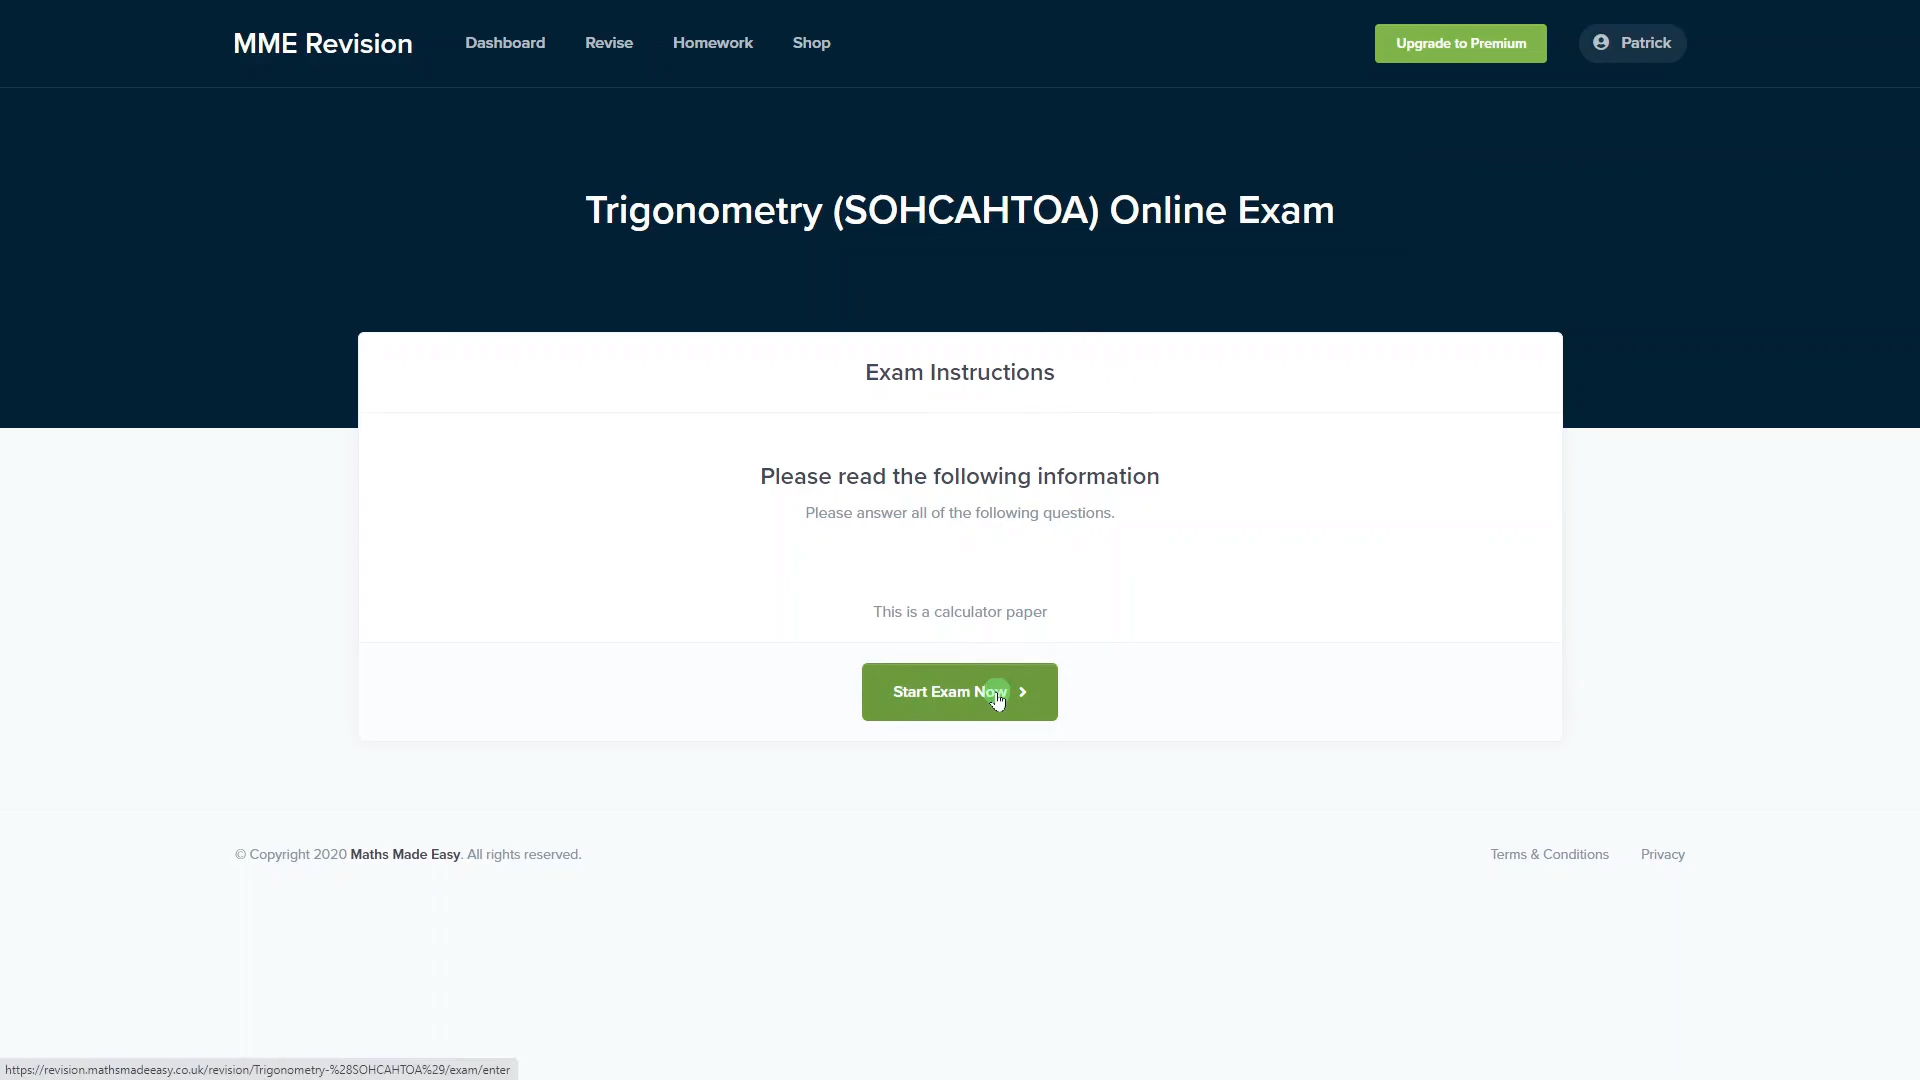 MME Revision Dashboard Revise Homework Shop Upgrade to Premium Patrick
Trigonometry (SOHCAHTOA) Online Exam
Exam Instructions
Please read the following information
Please answer all of the following questions.
This is a calculator paper
Start Exam Now
© Copyright 2020 Maths Made Easy. All rights reserved. Terms & Conditions Privacy
https://revision.mathsmadeeasy.co.uk/revision/Trigonometry-%28SOHCAHTOA%29/exam/enter